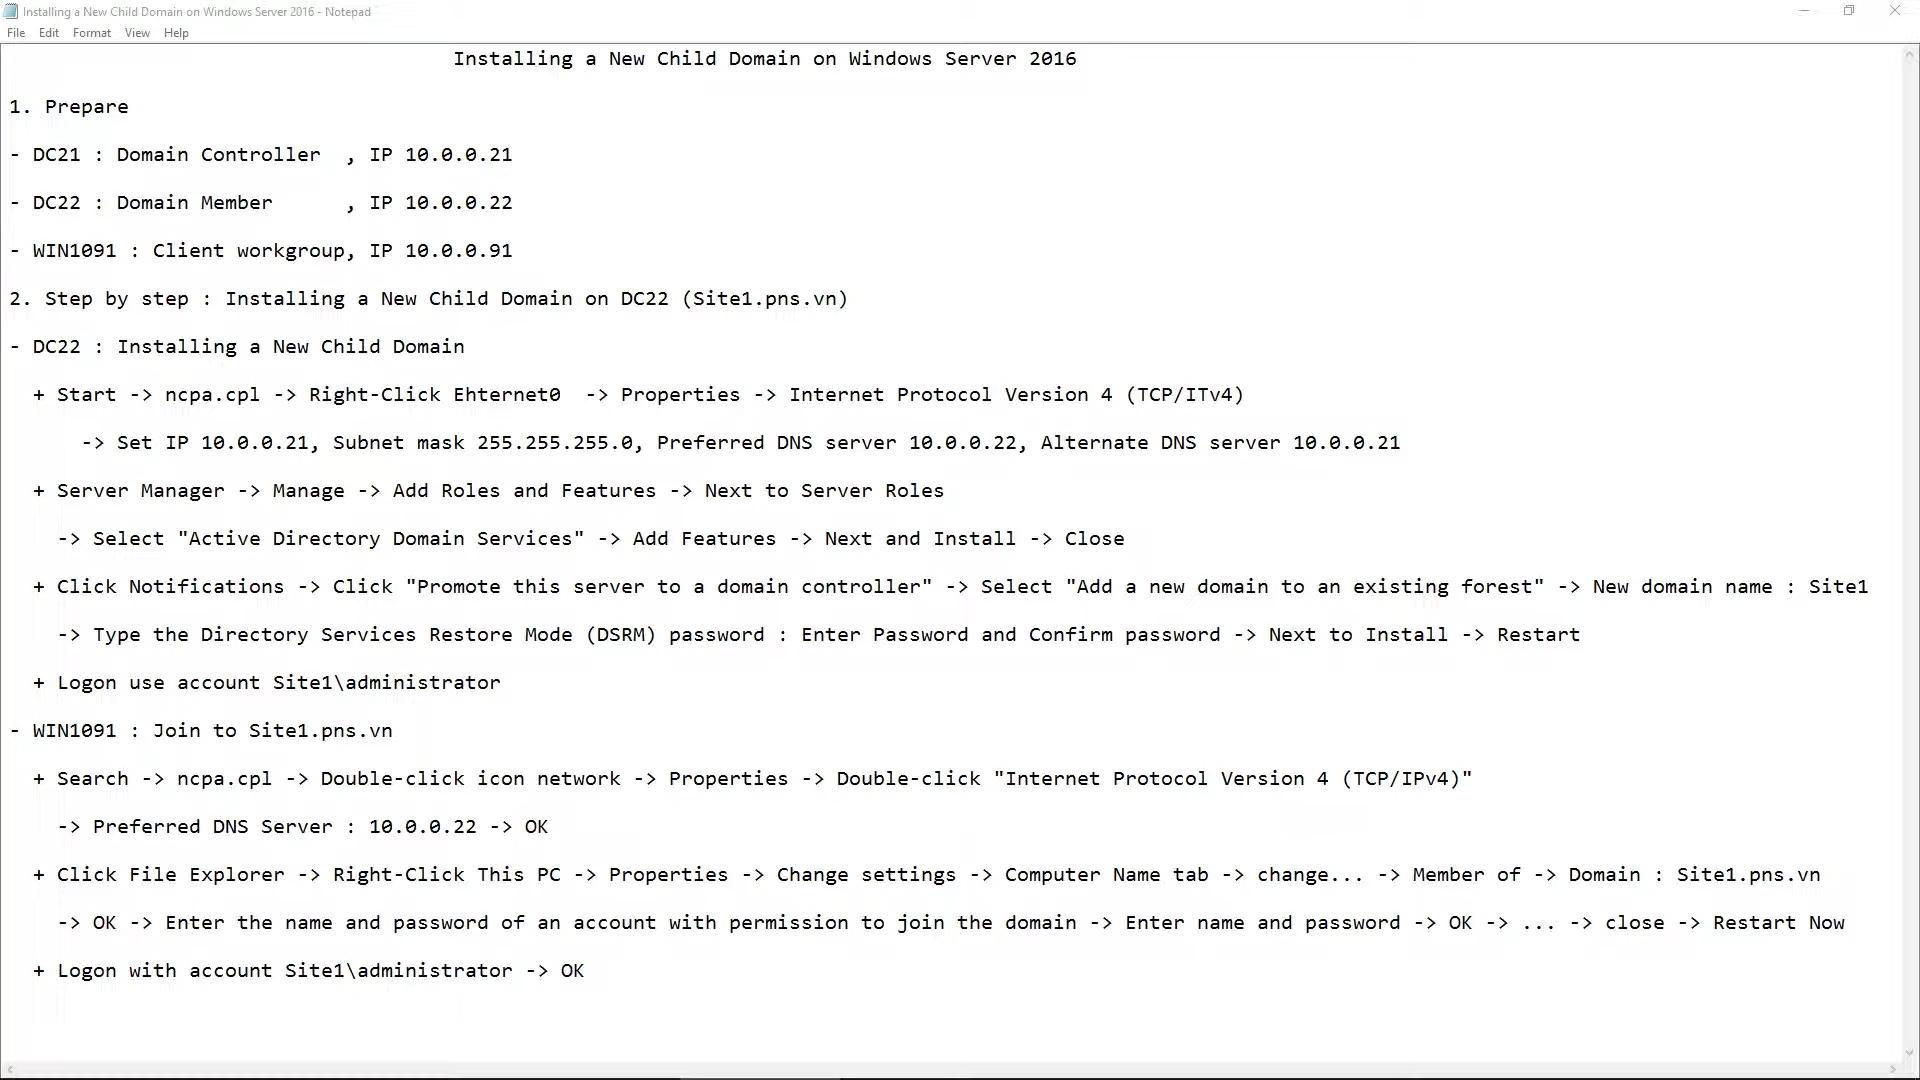 Installing a New Child Domain on Windows Server 2016 - Notepad
File Edit Format View Help
Installing a New Child Domain on Windows Server 2016
1. Prepare
- DC21 : Domain Controller , IP 10.0.0.21
- DC22 : Domain Member , IP 10.0.0.22
- WIN1091 : Client workgroup, IP 10.0.0.91
2. Step by step : Installing a New Child Domain on DC22 (Site1.pns.vn)
- DC22 : Installing a New Child Domain
+ Start -> ncpa.cpl -> Right-Click Ehternet0 -> Properties -> Internet Protocol Version 4 (TCP/ITv4)
-> Set IP 10.0.0.21, Subnet mask 255.255.255.0, Preferred DNS server 10.0.0.22, Alternate DNS server 10.0.0.21
+ Server Manager -> Manage -> Add Roles and Features -> Next to Server Roles
-> Select "Active Directory Domain Services" -> Add Features -> Next and Install -> Close
+ Click Notifications -> Click "Promote this server to a domain controller" -> Select "Add a new domain to an existing forest" -> New domain name : Site1
-> Type the Directory Services Restore Mode (DSRM) password : Enter Password and Confirm password -> Next to Install -> Restart
+ Logon use account Site1\administrator
- WIN1091 : Join to Site1.pns.vn
+ Search -> ncpa.cpl -> Double-click icon network -> Properties -> Double-click "Internet Protocol Version 4 (TCP/IPv4)"
-> Preferred DNS Server : 10.0.0.22 -> OK
+ Click File Explorer -> Right-Click This PC -> Properties -> Change settings -> Computer Name tab -> change... -> Member of -> Domain : Site1.pns.vn
-> OK -> Enter the name and password of an account with permission to join the domain -> Enter name and password -> OK -> ... -> close -> Restart Now
+ Logon with account Site1\administrator -> OK